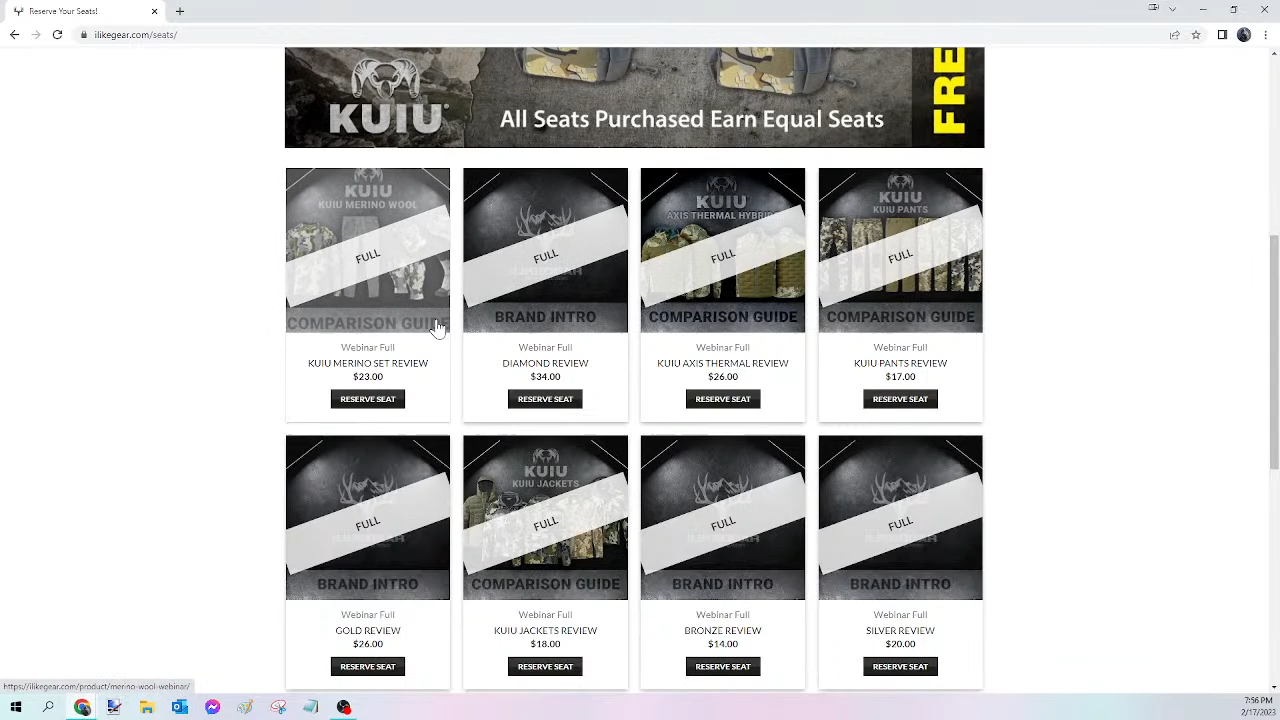 Reserve Your Seats!
ilikegear.com/seats/
KUIU
All Seats Purchased Earn Equal Seats
FRE
KUIU
KUIU MERINO WOOL
FULL
COMPARISON GUIDE
Webinar Full
KUIU MERINO SET REVIEW
$23.00
RESERVE SEAT
FULL
BRAND INTRO
Webinar Full
DIAMOND REVIEW
$34.00
RESERVE SEAT
KUIU
AXIS THERMAL HYBRID
FULL
COMPARISON GUIDE
Webinar Full
KUIU AXIS THERMAL REVIEW
$26.00
RESERVE SEAT
KUIU
KUIU PANTS
FULL
COMPARISON GUIDE
Webinar Full
KUIU PANTS REVIEW
$17.00
RESERVE SEAT
FULL
BRAND INTRO
Webinar Full
GOLD REVIEW
$26.00
RESERVE SEAT
KUIU
KUIU JACKETS
FULL
COMPARISON GUIDE
Webinar Full
KUIU JACKETS REVIEW
$18.00
RESERVE SEAT
FULL
BRAND INTRO
Webinar Full
BRONZE REVIEW
$14.00
RESERVE SEAT
FULL
BRAND INTRO
Webinar Full
SILVER REVIEW
$20.00
RESERVE SEAT
https://ilikegear.com/product/merino-wool-webinar/
7:56 PM
2/17/2023